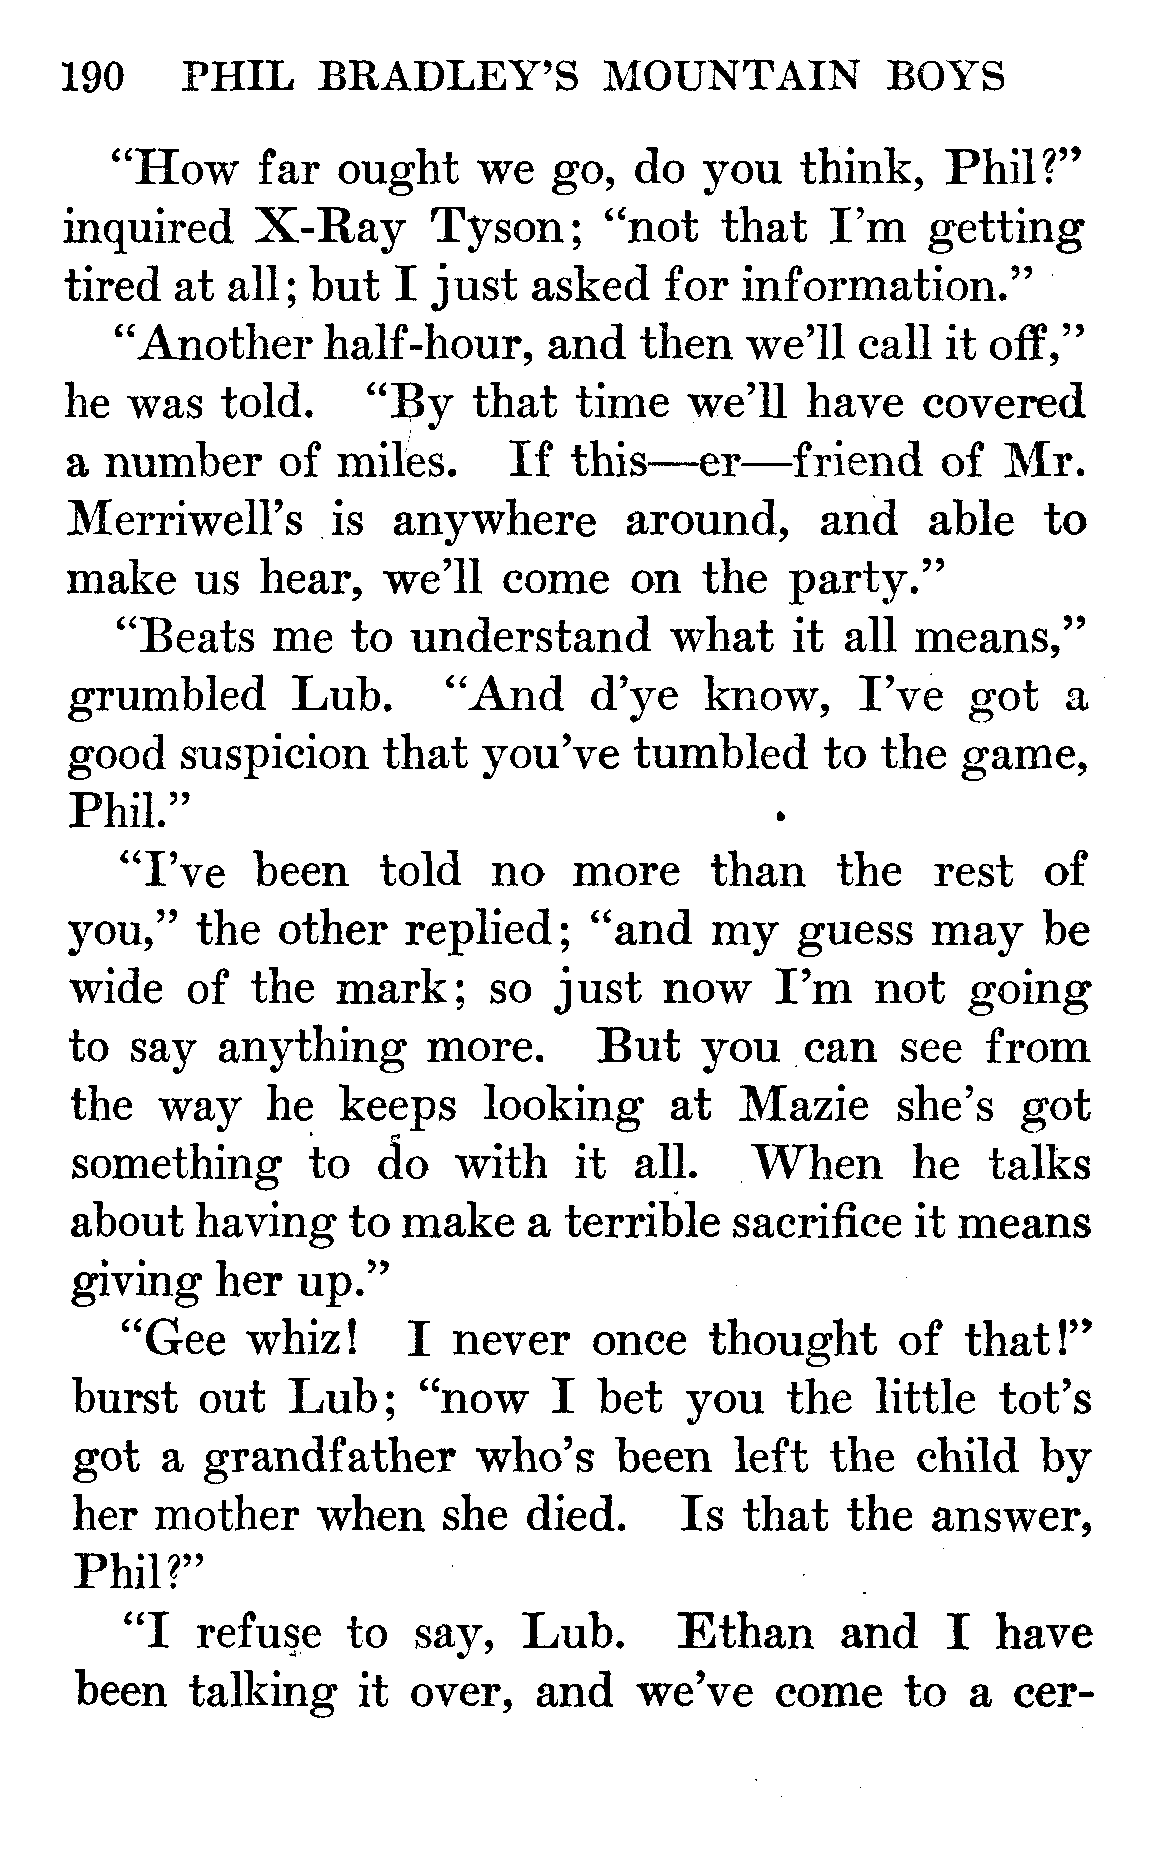 190 PHIL BRADLEY'S MOUNTAIN BOYS
"How far ought we go, do you think, Phil?"
inquired X-Ray Tyson; "not that I'm getting
tired at all; but I just asked for information."
"Another half-hour, and then we'll call it off,"
he was told. "By that time we'll have covered
a number of miles. If this—er—friend of Mr.
Merriwell's is anywhere around, and able to
make us hear, we'll come on the party."
"Beats me to understand what it all means,"
grumbled Lub. "And d'ye know, I've got a
good suspicion that you've tumbled to the game,
Phil."
"I've been told no more than the rest of
you," the other replied; "and my guess may be
wide of the mark; so just now I'm not going
to say anything more. But you can see from
the way he keeps looking at Mazie she's got
something to do with it all. When he talks
about having to make a terrible sacrifice it means
giving her up."
"Gee whiz! I never once thought of that!"
burst out Lub; "now I bet you the little tot's
got a grandfather who's been left the child by
her mother when she died. Is that the answer,
Phil?"
"I refuse to say, Lub. Ethan and I have
been talking it over, and we've come to a cer-